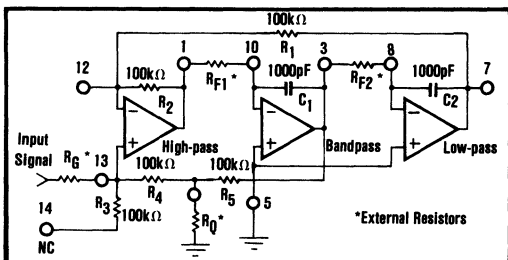 100kΩ
R1
1
10
3
8
12
100kΩ
RF1*
1000pF
RF2*
1000pF
7
R2
C1
C2
Input
Signal
RG*
13
High-pass
Bandpass
Low-pass
100kΩ
100kΩ
R4
R5
R3
100kΩ
14
NC
RQ*
5
*External Resistors